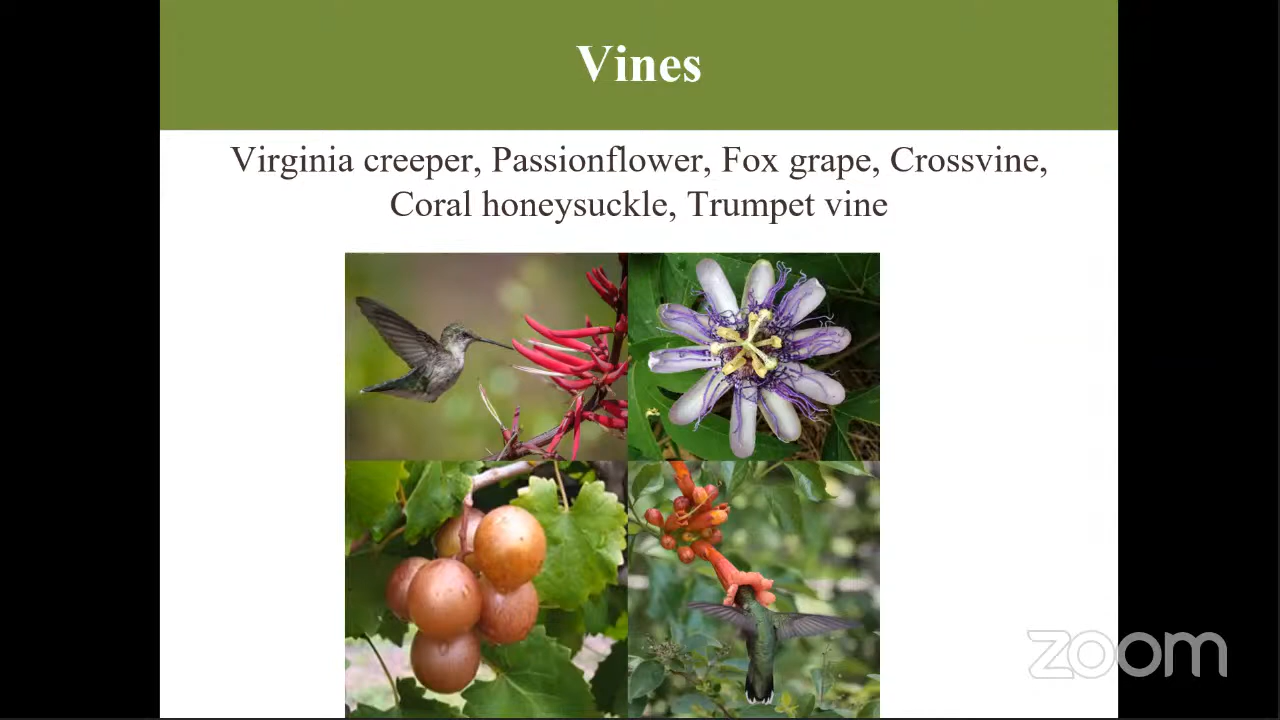 Vines
Virginia creeper, Passionflower, Fox grape, Crossvine,
Coral honeysuckle, Trumpet vine
zoom